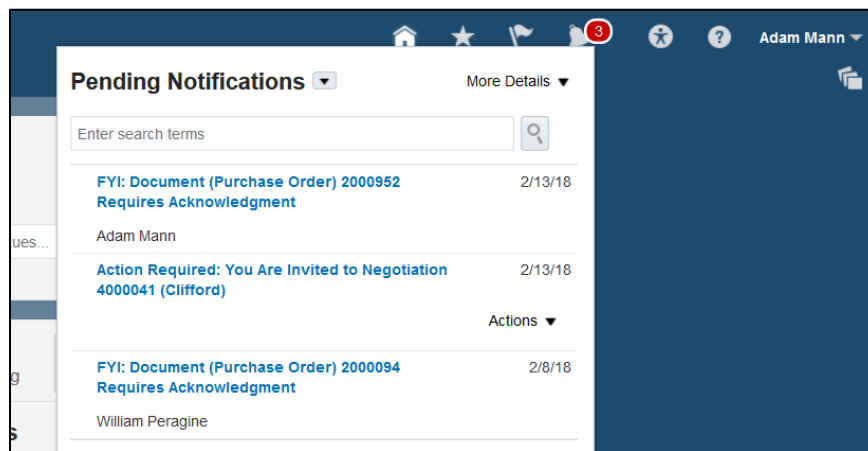 3
?
Adam Mann
Pending Notifications
More Details
Enter search terms
FYI: Document (Purchase Order) 2000952
2/13/18
Requires Acknowledgment
Adam Mann
ues...
Action Required: You Are Invited to Negotiation
2/13/18
4000041 (Clifford)
Actions
FYI: Document (Purchase Order) 2000094
2/8/18
g
Requires Acknowledgment
William Peragine
s